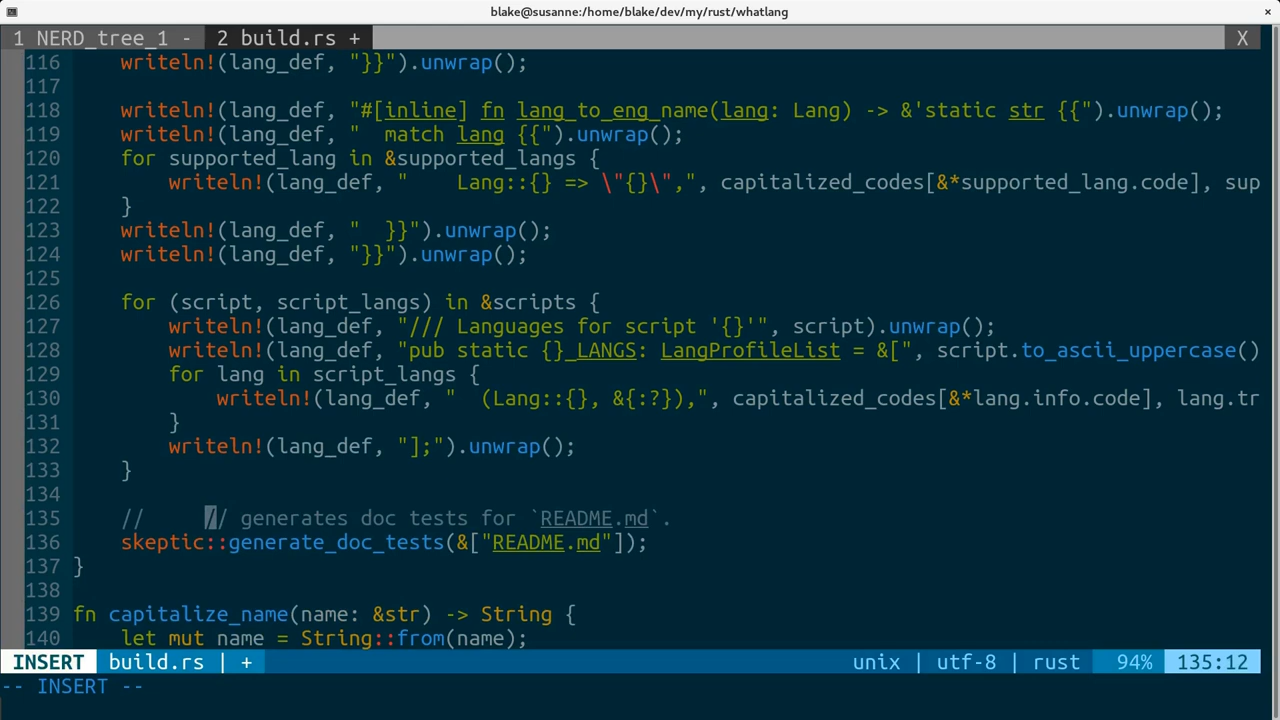 blake@susanne:/home/blake/dev/my/rust/whatlang ×
1 NERD_tree_1 - 2 build.rs + X
116     writeln!(lang_def, "}}").unwrap();
117
118     writeln!(lang_def, "#[inline] fn lang_to_eng_name(lang: Lang) -> &'static str {{").unwrap();
119     writeln!(lang_def, "  match lang {{").unwrap();
120     for supported_lang in &supported_langs {
121         writeln!(lang_def, "    Lang::{} => \"{}\",", capitalized_codes[&*supported_lang.code], sup
122     }
123     writeln!(lang_def, "  }}").unwrap();
124     writeln!(lang_def, "}}").unwrap();
125
126     for (script, script_langs) in &scripts {
127         writeln!(lang_def, "/// Languages for script '{}'", script).unwrap();
128         writeln!(lang_def, "pub static {}_LANGS: LangProfileList = &[", script.to_ascii_uppercase()
129         for lang in script_langs {
130             writeln!(lang_def, "  (Lang::{}, &{:?}),", capitalized_codes[&*lang.info.code], lang.tr
131         }
132         writeln!(lang_def, "];").unwrap();
133     }
134
135     //     // generates doc tests for `README.md`.
136     skeptic::generate_doc_tests(&["README.md"]);
137 }
138
139 fn capitalize_name(name: &str) -> String {
140     let mut name = String::from(name);
INSERT build.rs | + unix | utf-8 | rust 94% 135:12
-- INSERT --